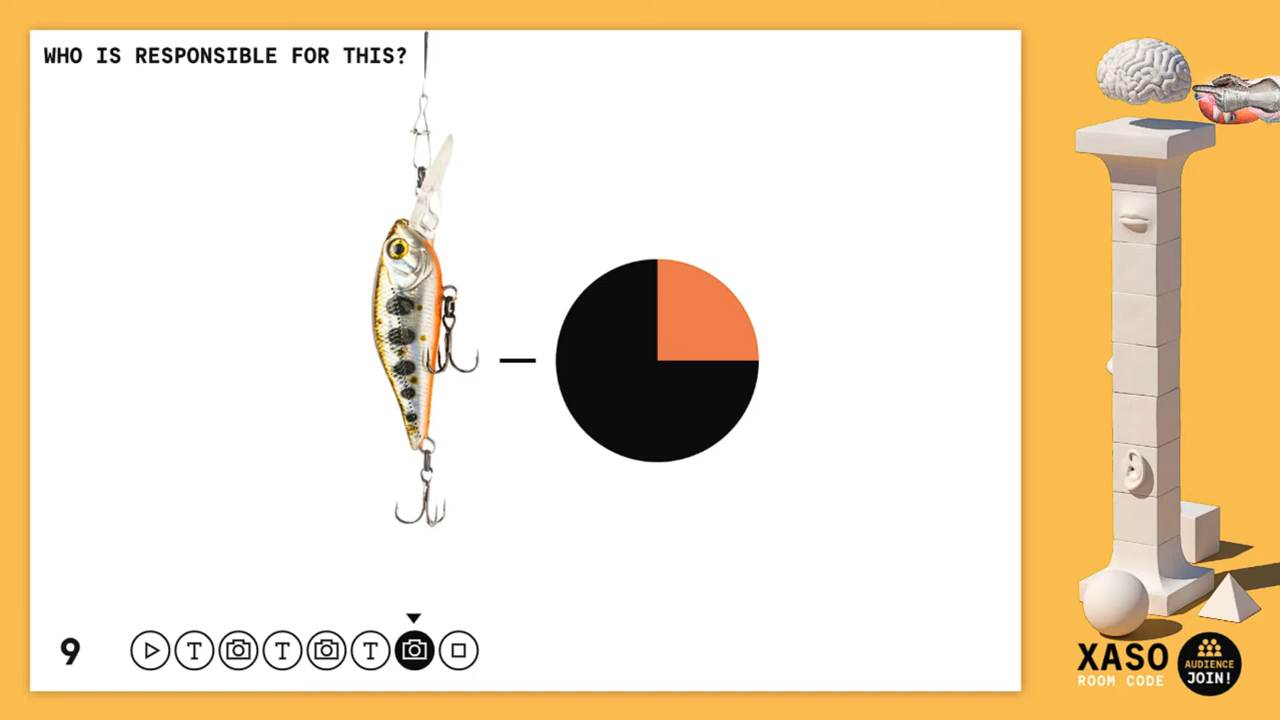 WHO IS RESPONSIBLE FOR THIS?
9
T
T
T
XASO
ROOM CODE
AUDIENCE
JOIN!